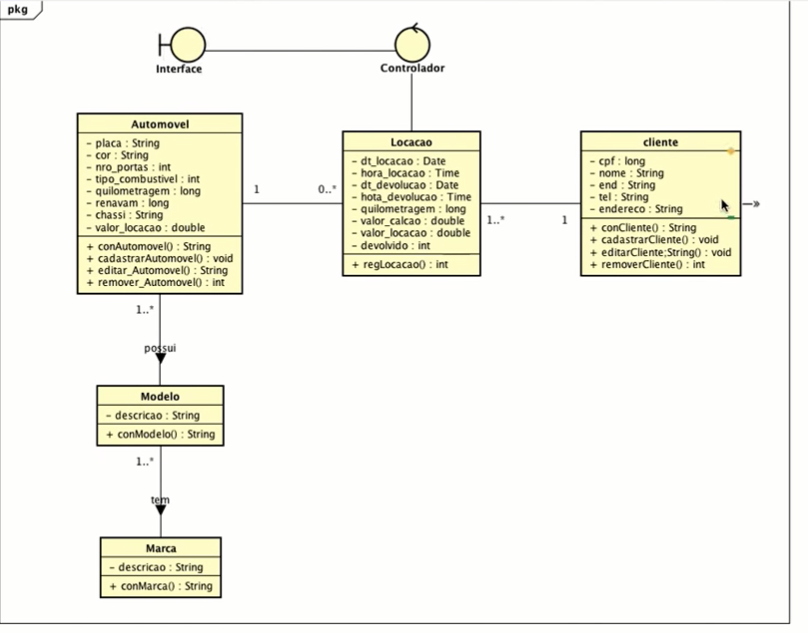 pkg
Interface
Controlador
Automovel
- placa : String
- cor : String
- nro_portas : int
- tipo_combustivel : int
- quilometragem : long
- renavam : long
- chassi : String
- valor_locacao : double
+ conAutomovel() : String
+ cadastrarAutomovel() : void
+ editar_Automovel() : String
+ remover_Automovel() : int
1
0..*
Locacao
- dt_locacao : Date
- hora_locacao : Time
- dt_devolucao : Date
- hota_devolucao : Time
- quilometragem : long
- valor_calcao : double
- valor_locacao : double
- devolvido : int
+ regLocacao() : int
1..*
1
cliente
- cpf : long
- nome : String
- end : String
- tel : String
- endereco : String
+ conCliente() : String
+ cadastrarCliente() : void
+ editarCliente;String() : void
+ removerCliente() : int
1..*
possui
Modelo
- descricao : String
+ conModelo() : String
1..*
tem
Marca
- descricao : String
+ conMarca() : String